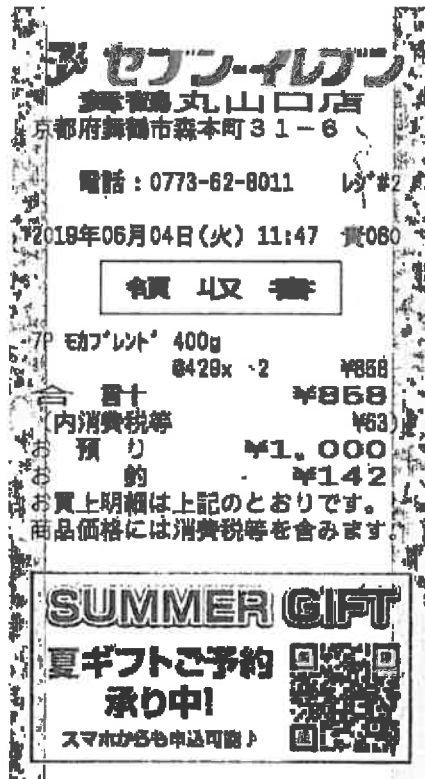 セブン-イレブン
舞鶴丸山口店
京都府舞鶴市森本町31-6
電話:0773-62-8011 レジ#2
2019年06月04日(火) 11:47 責060
領収書
7P モカブレンド 400g
@429x 2 ¥858
合計 ¥858
(内消費税等 ¥63)
お預り ¥1,000
お釣 ¥142
お買上明細は上記のとおりです。
商品価格には消費税等を含みます。
SUMMER GIFT
夏ギフトご予約
承り中!
スマホからも申込可能♪